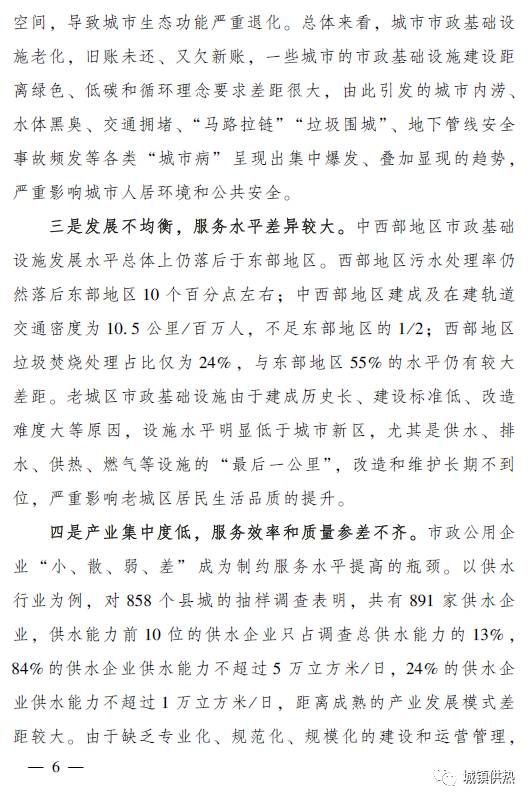 空间，导致城市生态功能严重退化。总体来看，城市市政基础设
施老化，旧账未还、又欠新账，一些城市的市政基础设施建设距
离绿色、低碳和循环理念要求差距很大，由此引发的城市内涝、
水体黑臭、交通拥堵、“马路拉链”“垃圾围城”、地下管线安全
事故频发等各类“城市病”呈现出集中爆发、叠加显现的趋势，
严重影响城市人居环境和公共安全。
三是发展不均衡，服务水平差异较大。中西部地区市政基础
设施发展水平总体上仍落后于东部地区。西部地区污水处理率仍
然落后东部地区10个百分点左右；中西部地区建成及在建轨道
交通密度为10.5公里/百万人，不足东部地区的1/2；西部地区
垃圾焚烧处理占比仅为24%，与东部地区55%的水平仍有较大
差距。老城区市政基础设施由于建成历史长、建设标准低、改造
难度大等原因，设施水平明显低于城市新区，尤其是供水、排
水、供热、燃气等设施的“最后一公里”，改造和维护长期不到
位，严重影响老城区居民生活品质的提升。
四是产业集中度低，服务效率和质量参差不齐。市政公用企
业“小、散、弱、差”成为制约服务水平提高的瓶颈。以供水
行业为例，对858个县城的抽样调查表明，共有891家供水企
业，供水能力前10位的供水企业只占调查总供水能力的13%，
84%的供水企业供水能力不超过5万立方米/日，24%的供水企
业供水能力不超过1万立方米/日，距离成熟的产业发展模式差
距较大。由于缺乏专业化、规范化、规模化的建设和运营管理，
— 6 —
城镇供热